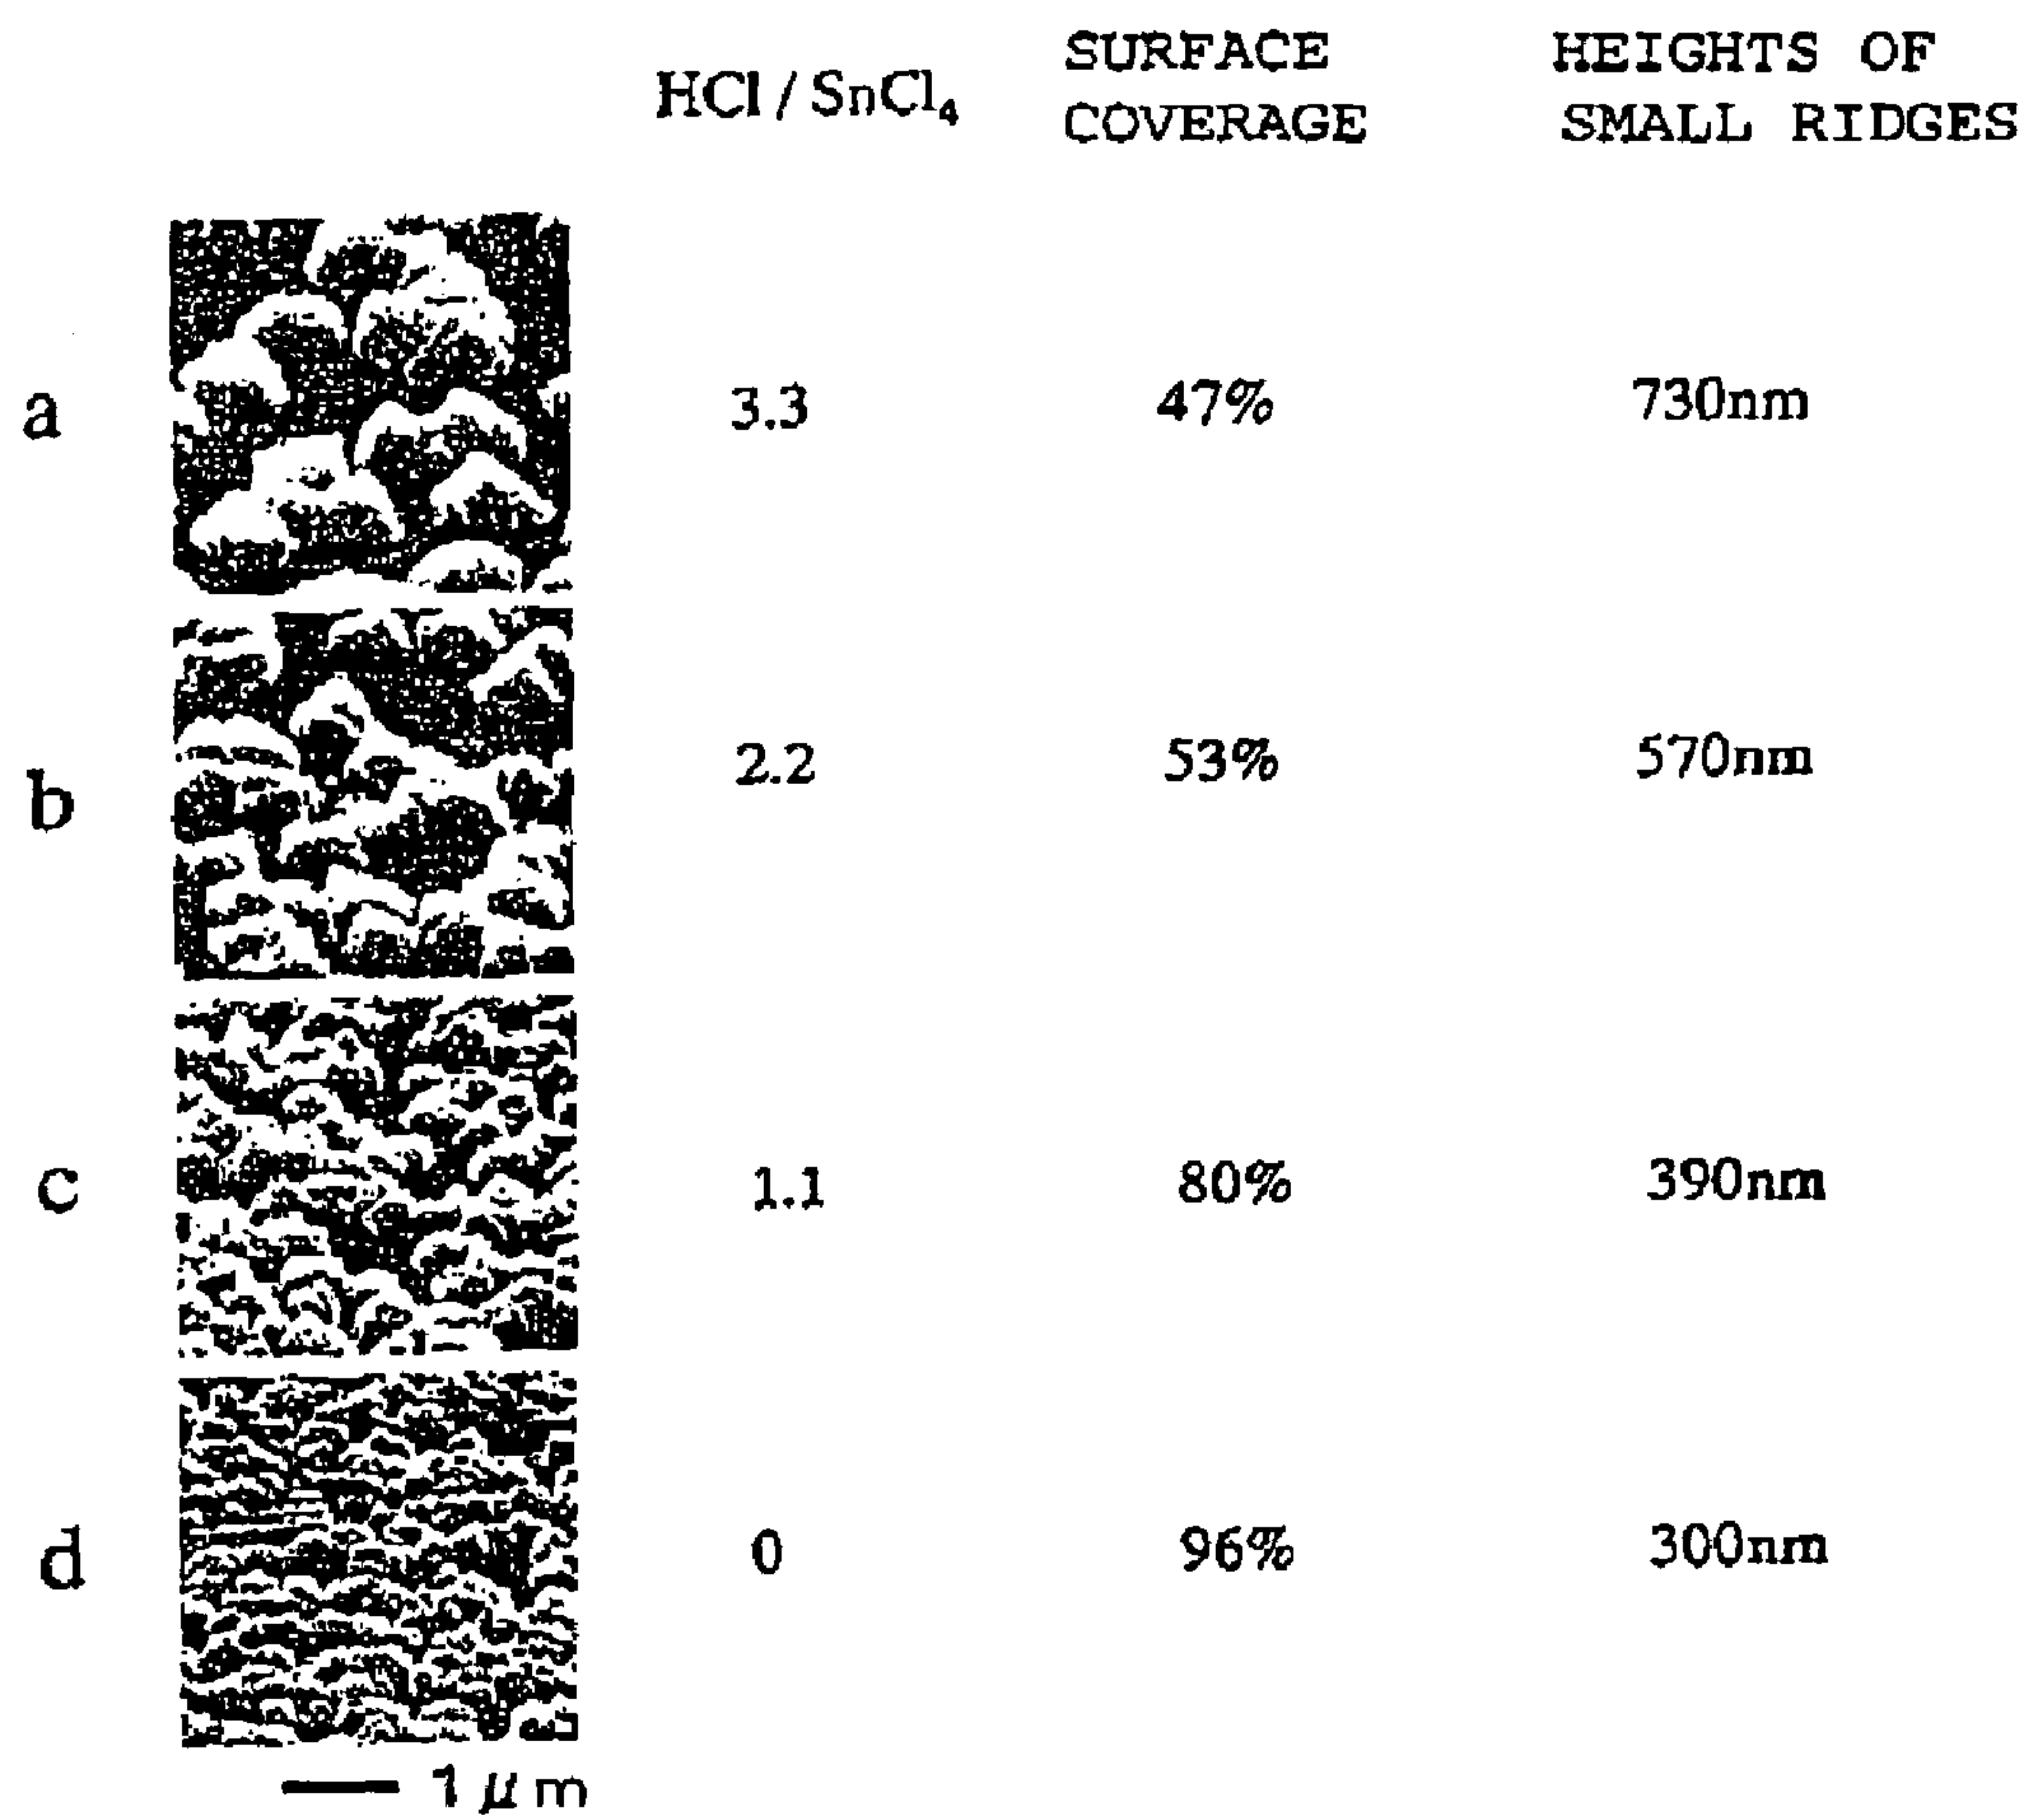 HCl / SnCl₄ SURFACE COVERAGE HEIGHTS OF SMALL RIDGES
a 3.3 47% 730nm
b 2.2 53% 570nm
c 1.1 80% 390nm
d 0 96% 300nm
1 μm